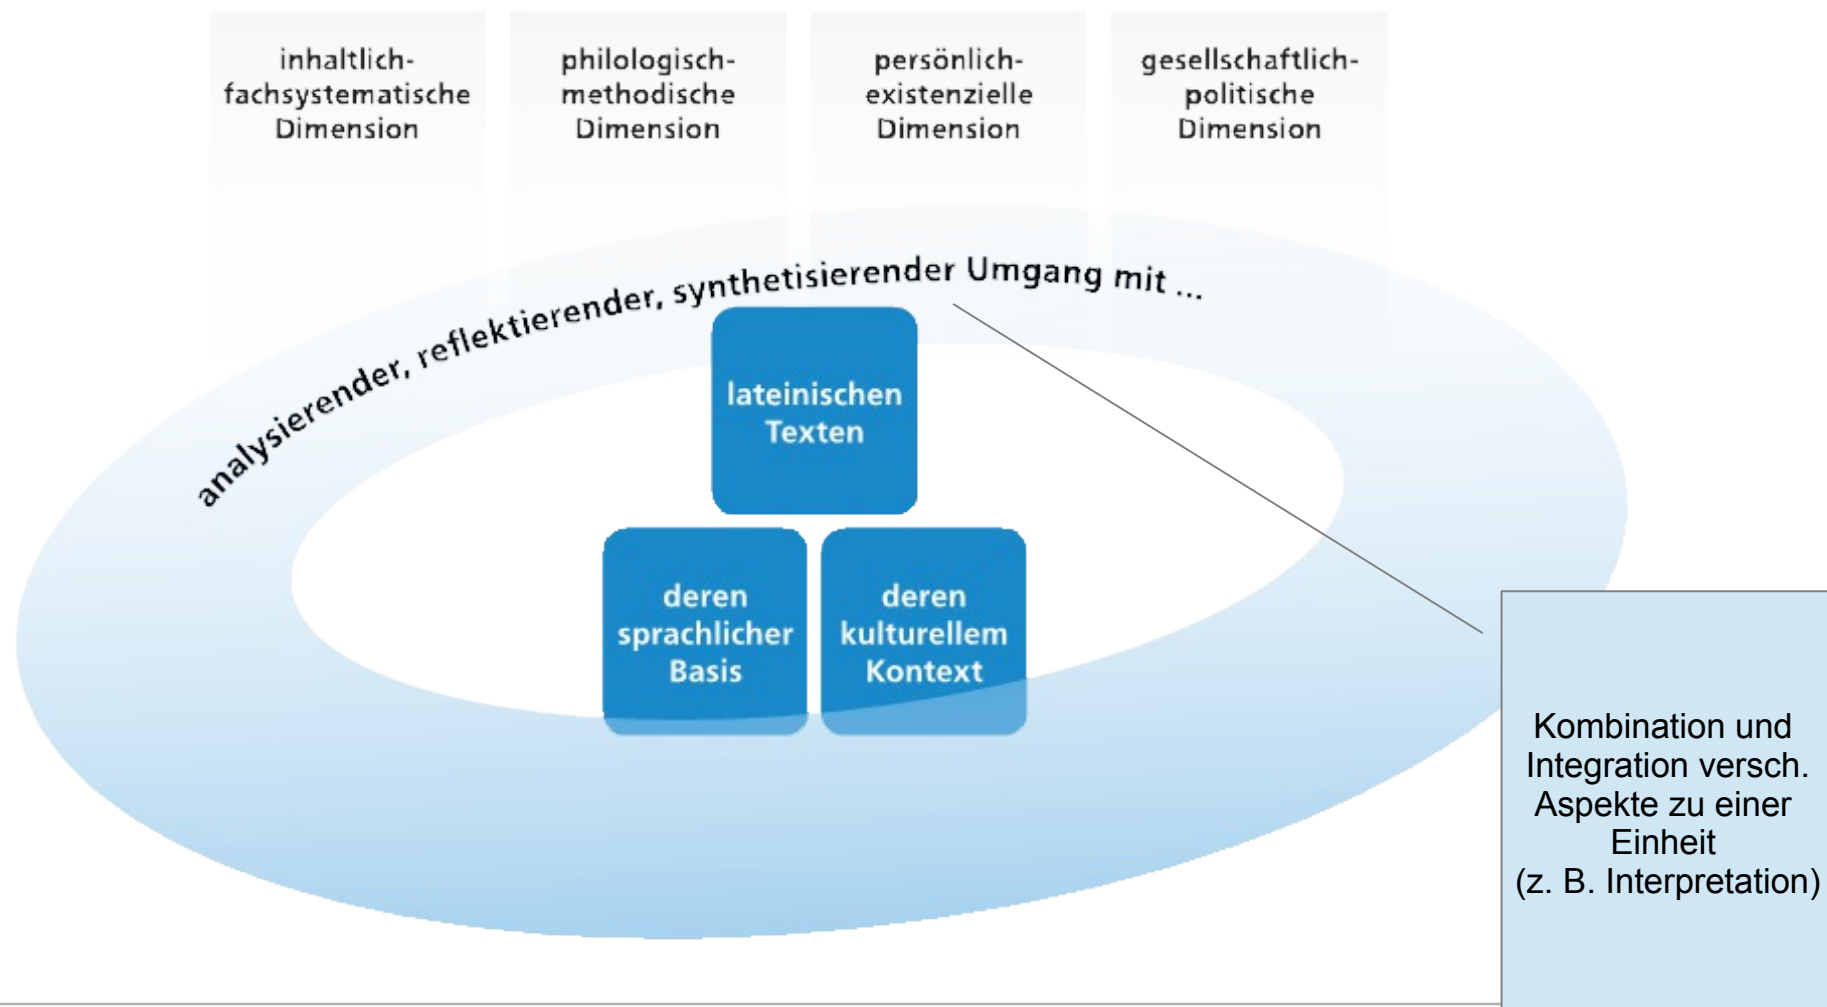 inhaltlich-
fachsystematische
Dimension
philologisch-
methodische
Dimension
persönlich-
existenzielle
Dimension
gesellschaftlich-
politische
Dimension
analysierender, reflektierender, synthetisierender Umgang mit ...
lateinischen
Texten
deren
sprachlicher
Basis
deren
kulturellem
Kontext
Kombination und
Integration versch.
Aspekte zu einer
Einheit
(z. B. Interpretation)